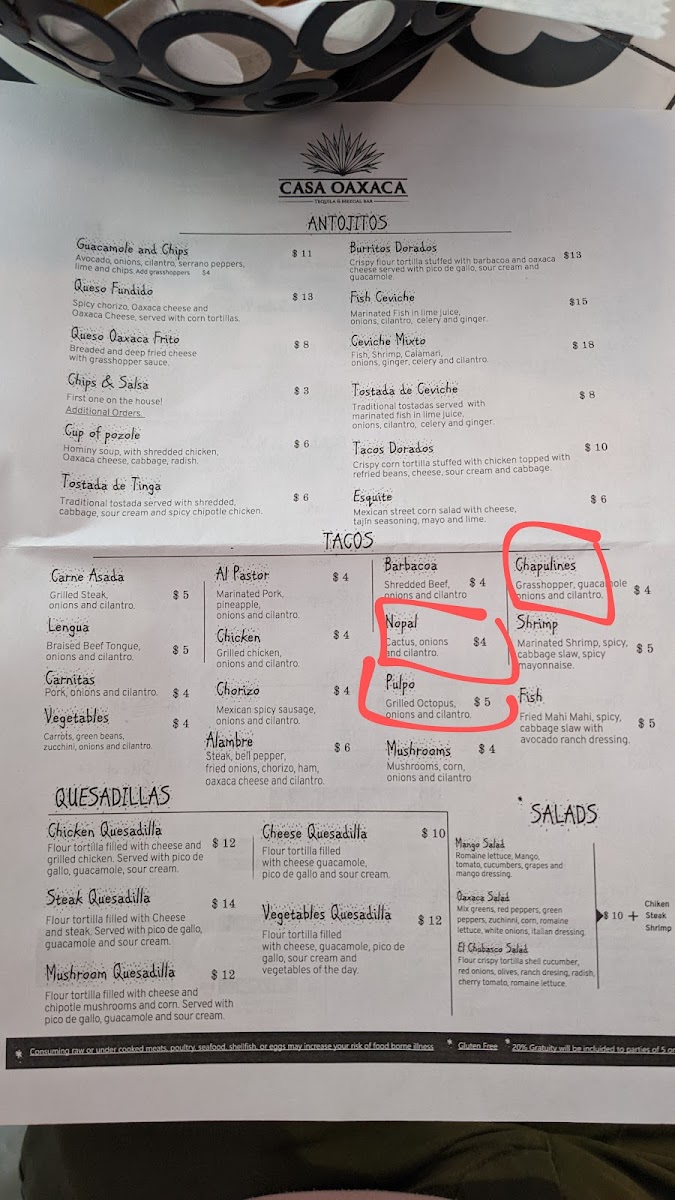 CASA OAXACA
TEQUILA & MEZCAL BAR
ANTOJITOS
Guacamole and Chips $ 11
Avocado, onions, cilantro, serrano peppers,
lime and chips Add grasshoppers $4
Queso Fundido $ 13
Spicy chorizo, Oaxaca cheese and
Oaxaca Cheese, served with corn tortillas.
Queso Oaxaca Frito $ 8
Breaded and deep fried cheese
with grasshopper sauce.
Chips & Salsa $ 3
First one on the house!
Additional Orders.
Cup of pozole $ 6
Hominy soup, with shredded chicken,
Oaxaca cheese, cabbage, radish.
Tostada de Tinga $ 6
Traditional tostada served with shredded,
cabbage, sour cream and spicy chipotle chicken.
Burritos Dorados $13
Crispy flour tortilla stuffed with barbacoa and oaxaca
cheese served with pico de gallo, sour cream and
guacamole
Fish Ceviche $15
Marinated Fish in lime juice,
onions, cilantro, celery and ginger.
Ceviche Mixto $ 18
Fish, Shrimp, Calamari,
onions, ginger, celery and cilantro.
Tostada de Ceviche $ 8
Traditional tostadas served with
marinated fish in lime juice,
onions, cilantro, celery and ginger.
Tacos Dorados $ 10
Crispy corn tortilla stuffed with chicken topped with
refried beans, cheese, sour cream and cabbage.
Esquite $ 6
Mexican street corn salad with cheese,
tajin seasoning, mayo and lime.
TACOS
Carne Asada
Grilled Steak, $ 5
onions and cilantro.
Lengua
Braised Beef Tongue, $ 5
onions and cilantro.
Carnitas
Pork, onions and cilantro. $ 4
Vegetables $ 4
Carrots, green beans,
zucchini, onions and cilantro.
Al Pastor $ 4
Marinated Pork,
pineapple,
onions and cilantro.
Chicken $ 4
Grilled chicken,
onions and cilantro.
Chorizo $ 4
Mexican spicy sausage,
onions and cilantro.
Alambre $ 6
Steak, bell pepper,
fried onions, chorizo, ham,
oaxaca cheese and cilantro.
Barbacoa
Shredded Beef, $ 4
onions and cilantro
Nopal
Cactus, onions $4
and cilantro.
Pulpo
Grilled Octopus, $ 5
onions and cilantro.
Mushrooms $ 4
Mushrooms, corn,
onions and cilantro
Chapulines
Grasshopper, guacamole $ 4
onions and cilantro.
Shrimp
Marinated Shrimp, spicy, $ 5
cabbage slaw, spicy
mayonnaise.
Fish
Fried Mahi Mahi, spicy, $ 5
cabbage slaw with
avocado ranch dressing.
QUESADILLAS
Chicken Quesadilla $ 12
Flour tortilla filled with cheese and
grilled chicken. Served with pico de
gallo, guacamole, sour cream.
Steak Quesadilla $ 14
Flour tortilla filled with Cheese
and steak. Served with pico de gallo,
guacamole and sour cream.
Mushroom Quesadilla $ 12
Flour tortilla filled with cheese and
chipotle mushrooms and corn. Served with
pico de gallo, guacamole and sour cream.
Cheese Quesadilla $ 10
Flour tortilla filled
with cheese guacamole,
pico de gallo and sour cream.
Vegetables Quesadilla $ 12
Flour tortilla filled
with cheese, guacamole, pico de
gallo, sour cream and
vegetables of the day.
* SALADS
Mango Salad
Romaine lettuce, Mango,
tomato, cucumbers, grapes and
mango dressing.
Oaxaca Salad
Mix greens, red peppers, green
peppers, zuchinni, corn, romaine
lettuce, white onions, italian dressing
El Chubasco Salad
Flour crispy tortilla shell cucumber,
red onions, olives, ranch dresing, radish,
cherry tomato, romaine lettuce.
$ 10 +
Chiken
Steak
Shrimp
* Consuming raw or under cooked meats, poultry, seafood, shellfish, or eggs may increase your risk of food borne illness * Gluten Free * 20% Gratuity will be incluided to parties of 5 or